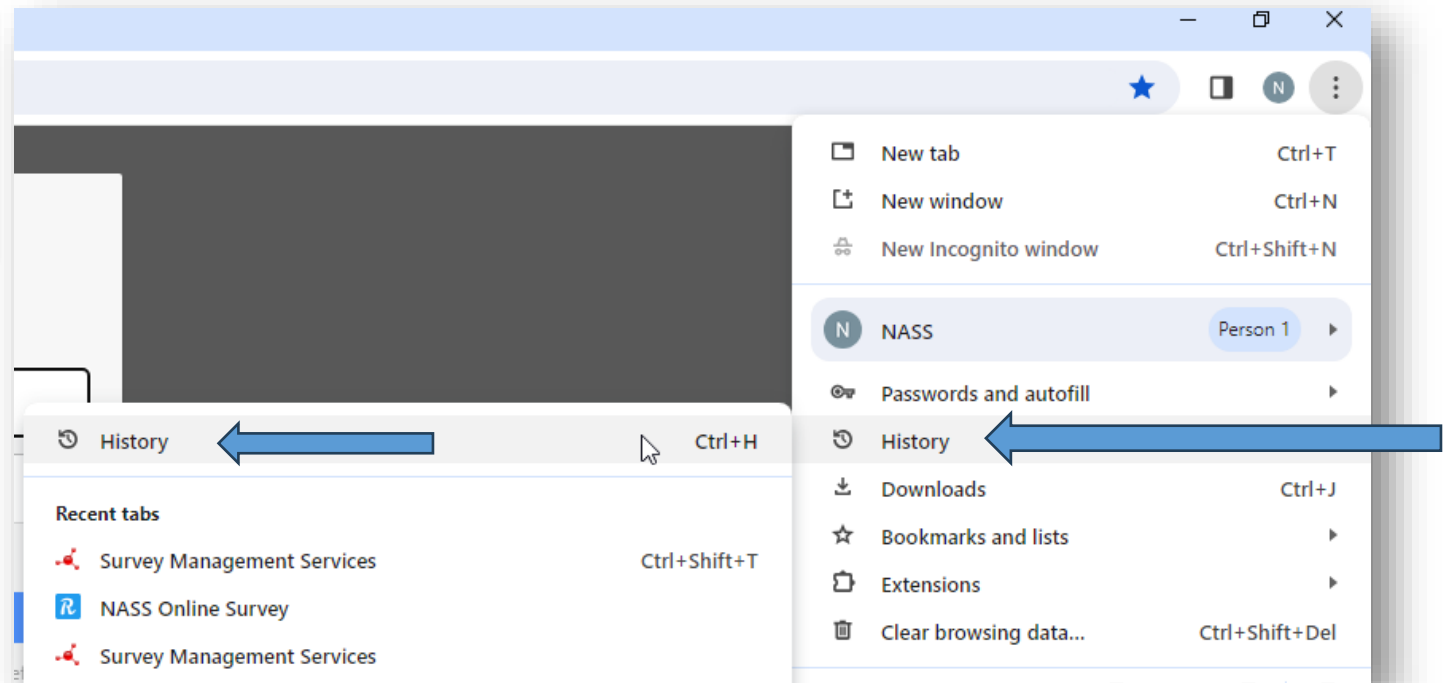 N
New tab Ctrl+T
New window Ctrl+N
New Incognito window Ctrl+Shift+N
N NASS Person 1
Passwords and autofill
History
Downloads Ctrl+J
Bookmarks and lists
Extensions
Clear browsing data... Ctrl+Shift+Del
History Ctrl+H
Recent tabs
Survey Management Services Ctrl+Shift+T
R NASS Online Survey
Survey Management Services